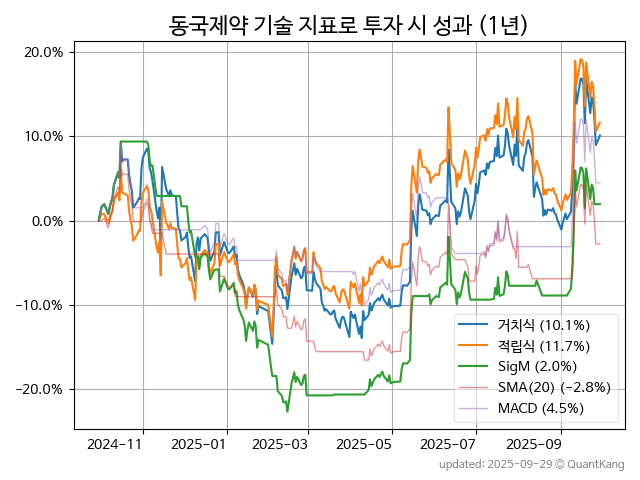 동국제약 기술 지표로 투자 시 성과 (1년)
20.0%
10.0%
0.0%
−10.0%
−20.0%
거치식 (10.1%)
적립식 (11.7%)
SigM (2.0%)
SMA(20) (−2.8%)
MACD (4.5%)
2024-11
2025-01
2025-03
2025-05
2025-07
2025-09
updated: 2025-09-29 © QuantKang